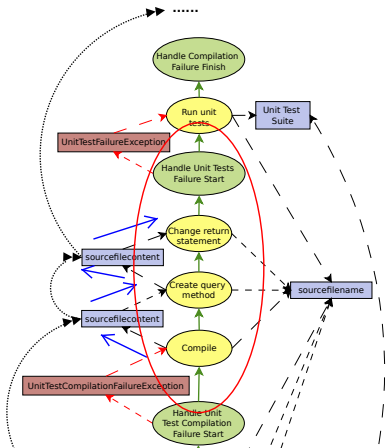 ......
Handle Compilation
Failure Finish
Run unit
tests
Unit Test
Suite
UnitTestFailureException
Handle Unit Tests
Failure Start
Change return
statement
sourcefilecontent
Create query
method
sourcefilename
sourcefilecontent
Compile
UnitTestCompilationFailureException
Handle Unit
Test Compilation
Failure Start